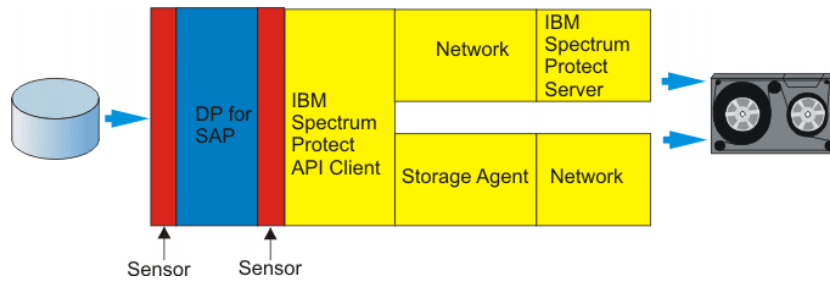 DP for
SAP
IBM
Spectrum
Protect
API Client
Network
IBM
Spectrum
Protect
Server
Storage Agent
Network
Sensor
Sensor